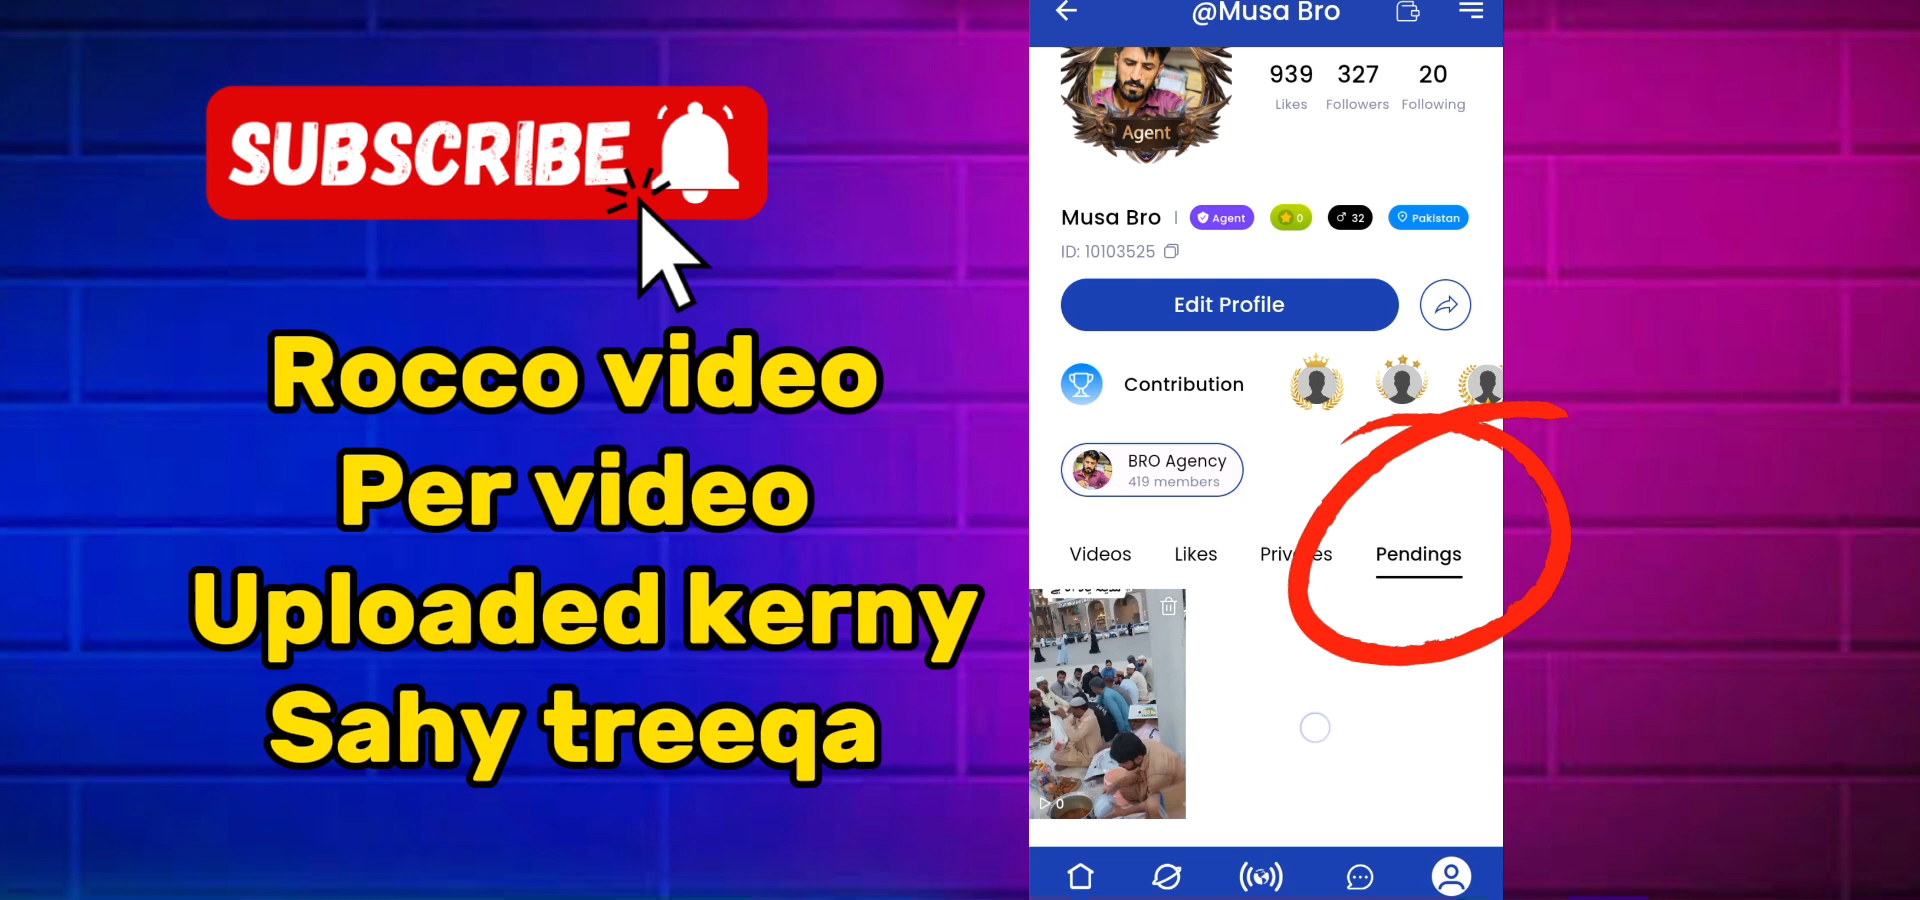 SUBSCRIBE
Rocco video
Per video
Uploaded kerny
Sahy treeqa
@Musa Bro
939 327 20
Likes Followers Following
Agent
Musa Bro | Agent 0 32 Pakistan
ID: 10103525
Edit Profile
Contribution
BRO Agency
419 members
Videos Likes Privates Pendings
0